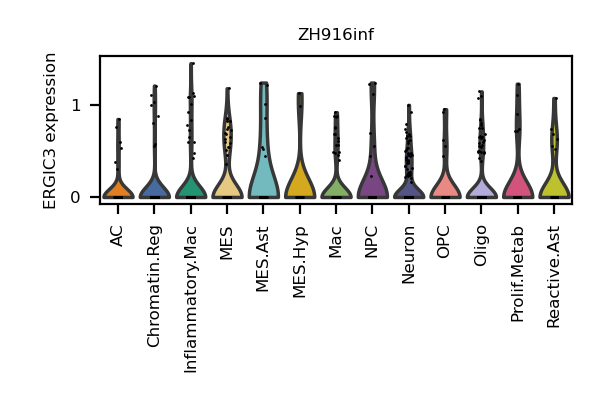 ZH916inf
ERGIC3 expression
1
0
AC
Chromatin.Reg
Inflammatory.Mac
MES
MES.Ast
MES.Hyp
Mac
NPC
Neuron
OPC
Oligo
Prolif.Metab
Reactive.Ast